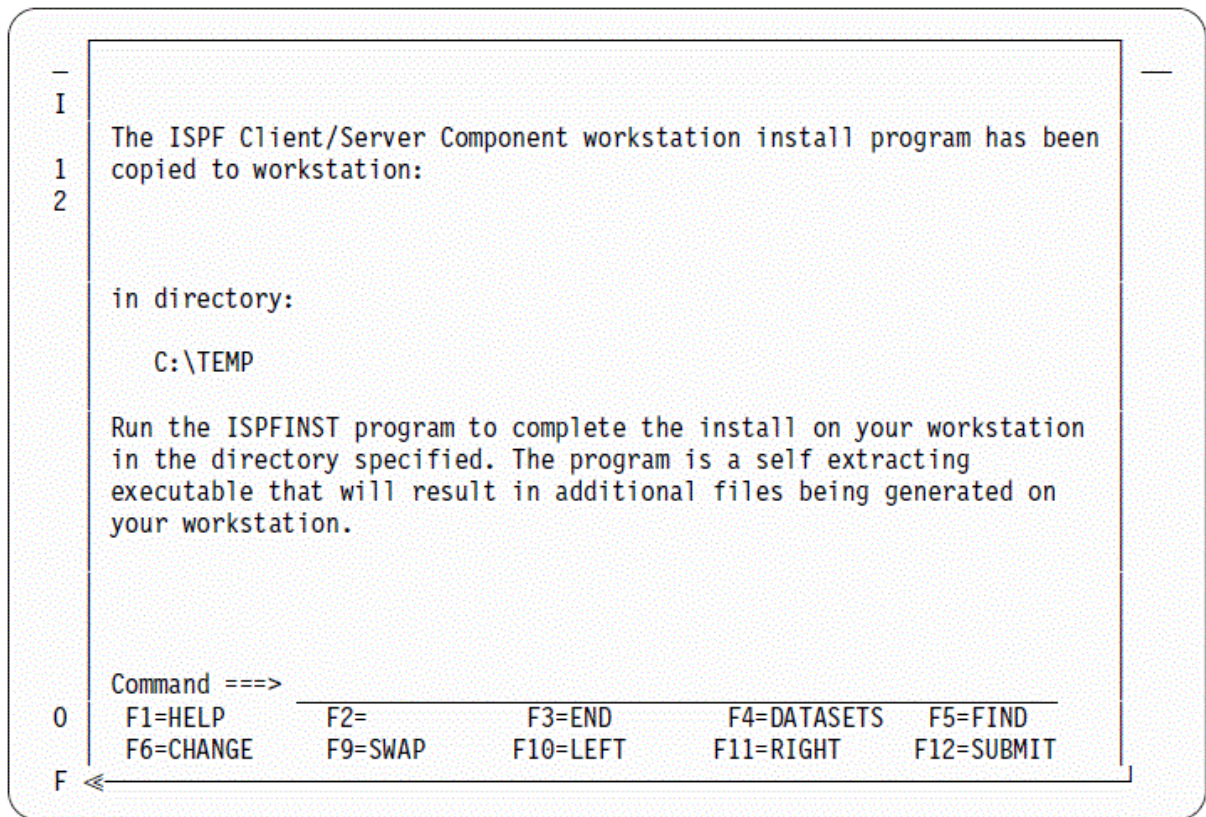 I
The ISPF Client/Server Component workstation install program has been
1 copied to workstation:
2
in directory:
C:\TEMP
Run the ISPFINST program to complete the install on your workstation
in the directory specified. The program is a self extracting
executable that will result in additional files being generated on
your workstation.
Command ===>
O F1=HELP F2= F3=END F4=DATASETS F5=FIND
F6=CHANGE F9=SWAP F10=LEFT F11=RIGHT F12=SUBMIT
F